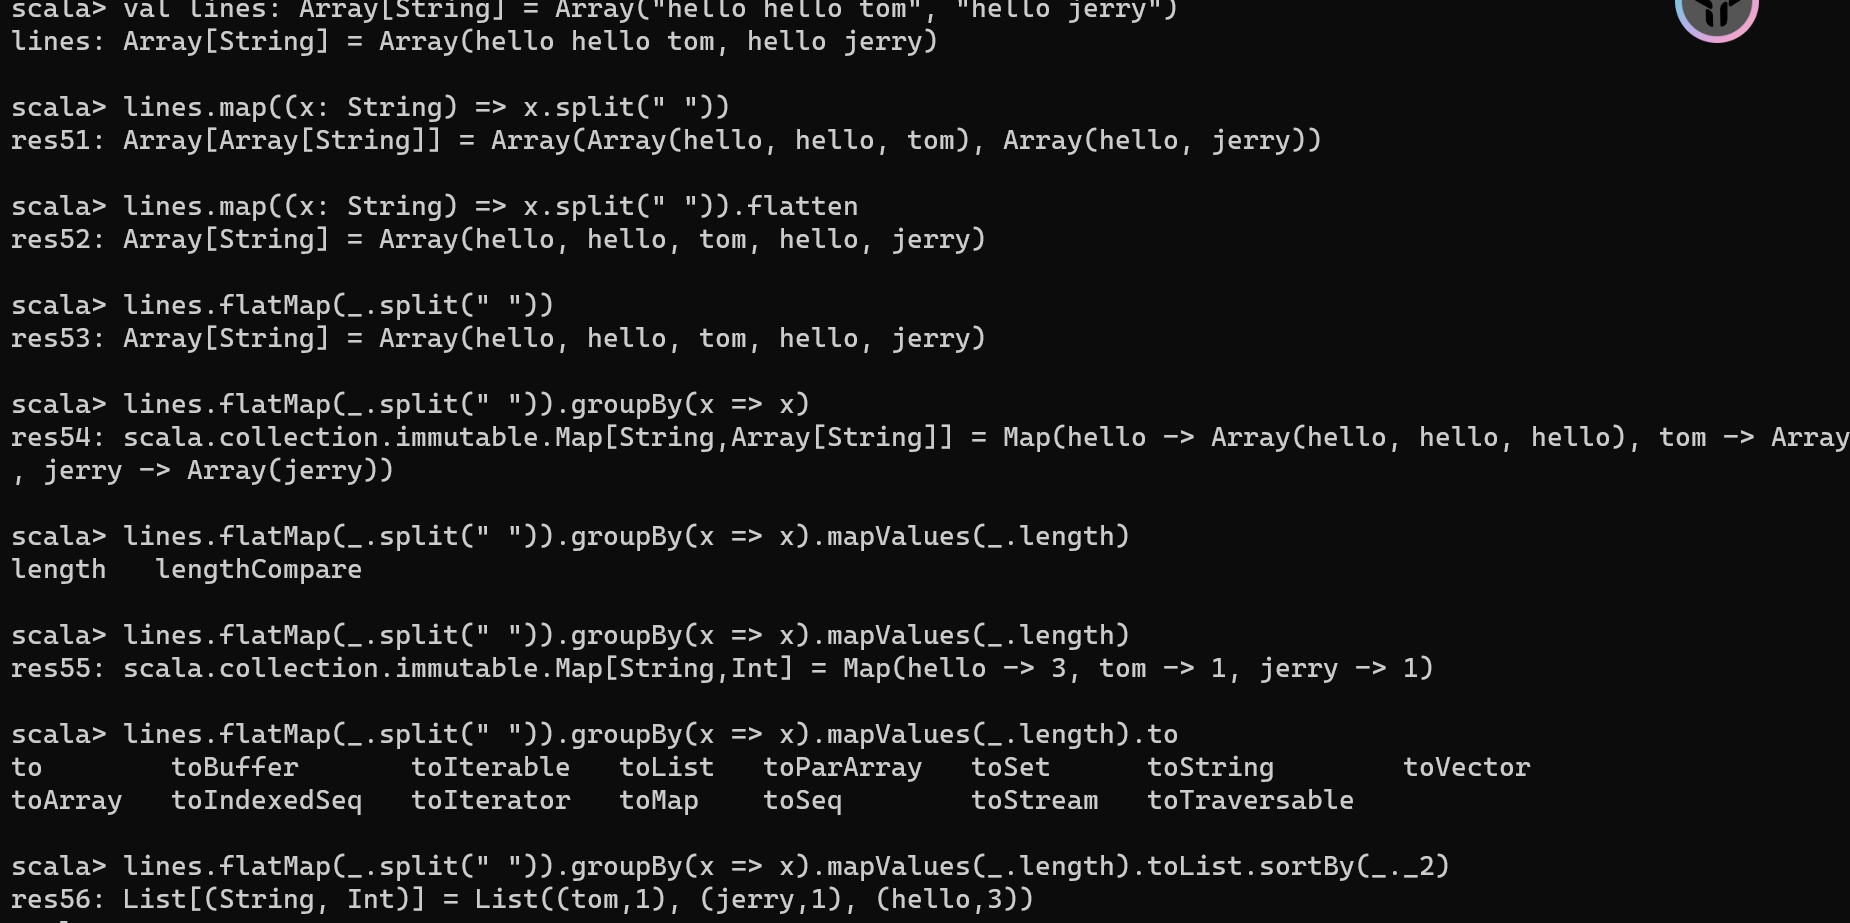 scala> val lines: Array[String] = Array("hello hello tom", "hello jerry")
lines: Array[String] = Array(hello hello tom, hello jerry)
scala> lines.map((x: String) => x.split(" "))
res51: Array[Array[String]] = Array(Array(hello, hello, tom), Array(hello, jerry))
scala> lines.map((x: String) => x.split(" ")).flatten
res52: Array[String] = Array(hello, hello, tom, hello, jerry)
scala> lines.flatMap(_.split(" "))
res53: Array[String] = Array(hello, hello, tom, hello, jerry)
scala> lines.flatMap(_.split(" ")).groupBy(x => x)
res54: scala.collection.immutable.Map[String,Array[String]] = Map(hello -> Array(hello, hello, hello), tom -> Array
, jerry -> Array(jerry))
scala> lines.flatMap(_.split(" ")).groupBy(x => x).mapValues(_.length)
length   lengthCompare
scala> lines.flatMap(_.split(" ")).groupBy(x => x).mapValues(_.length)
res55: scala.collection.immutable.Map[String,Int] = Map(hello -> 3, tom -> 1, jerry -> 1)
scala> lines.flatMap(_.split(" ")).groupBy(x => x).mapValues(_.length).to
to        toBuffer       toIterable   toList   toParArray   toSet      toString        toVector
toArray   toIndexedSeq   toIterator   toMap    toSeq        toStream   toTraversable
scala> lines.flatMap(_.split(" ")).groupBy(x => x).mapValues(_.length).toList.sortBy(_._2)
res56: List[(String, Int)] = List((tom,1), (jerry,1), (hello,3))